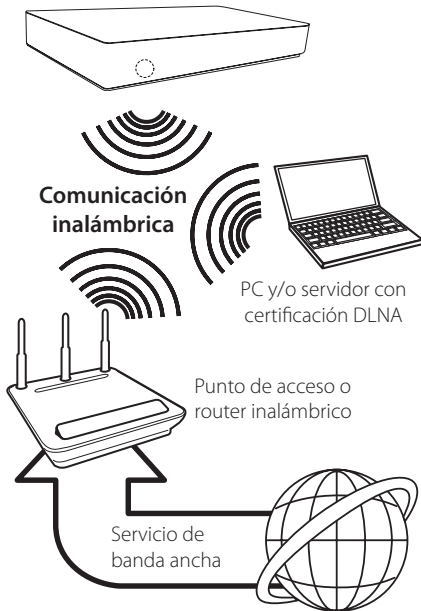 Comunicación
inalámbrica
PC y/o servidor con
certificación DLNA
Punto de acceso o
router inalámbrico
Servicio de
banda ancha